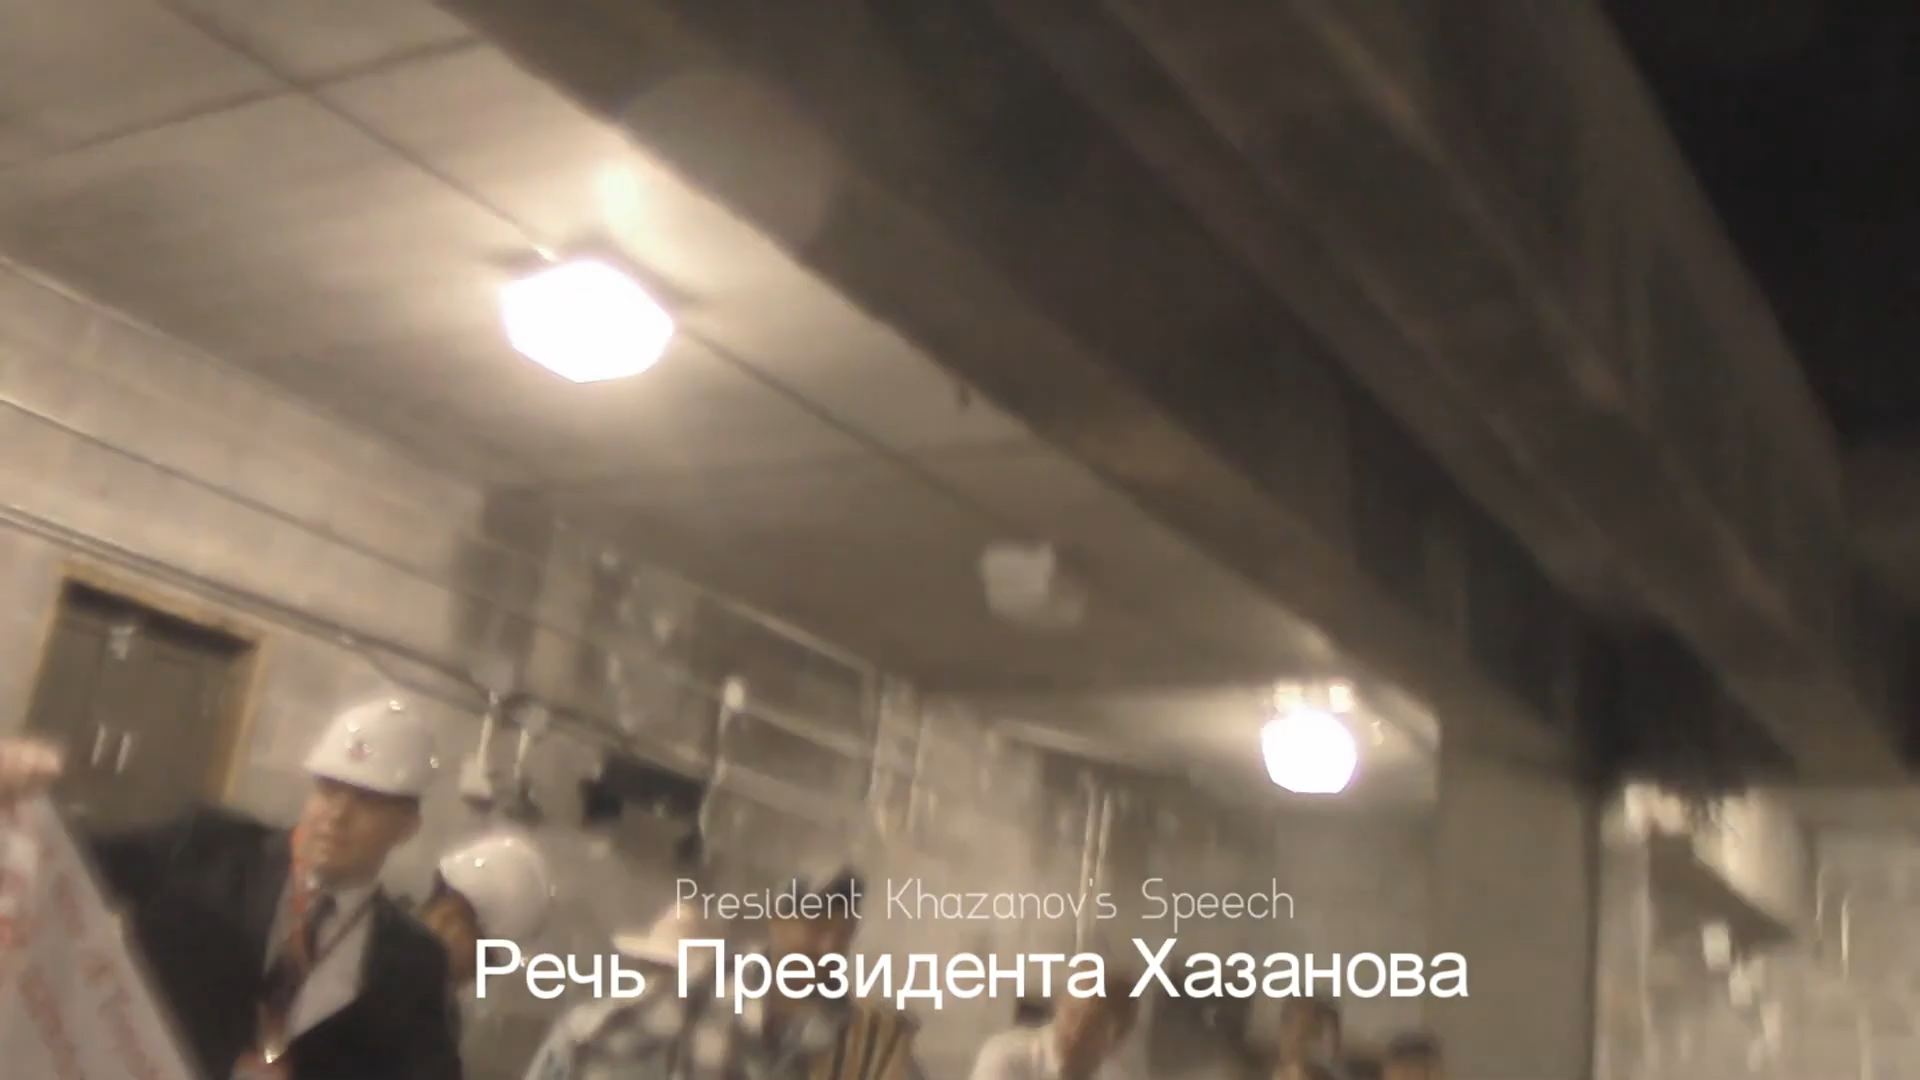 President Khazanov's Speech
Речь Президента Хазанова